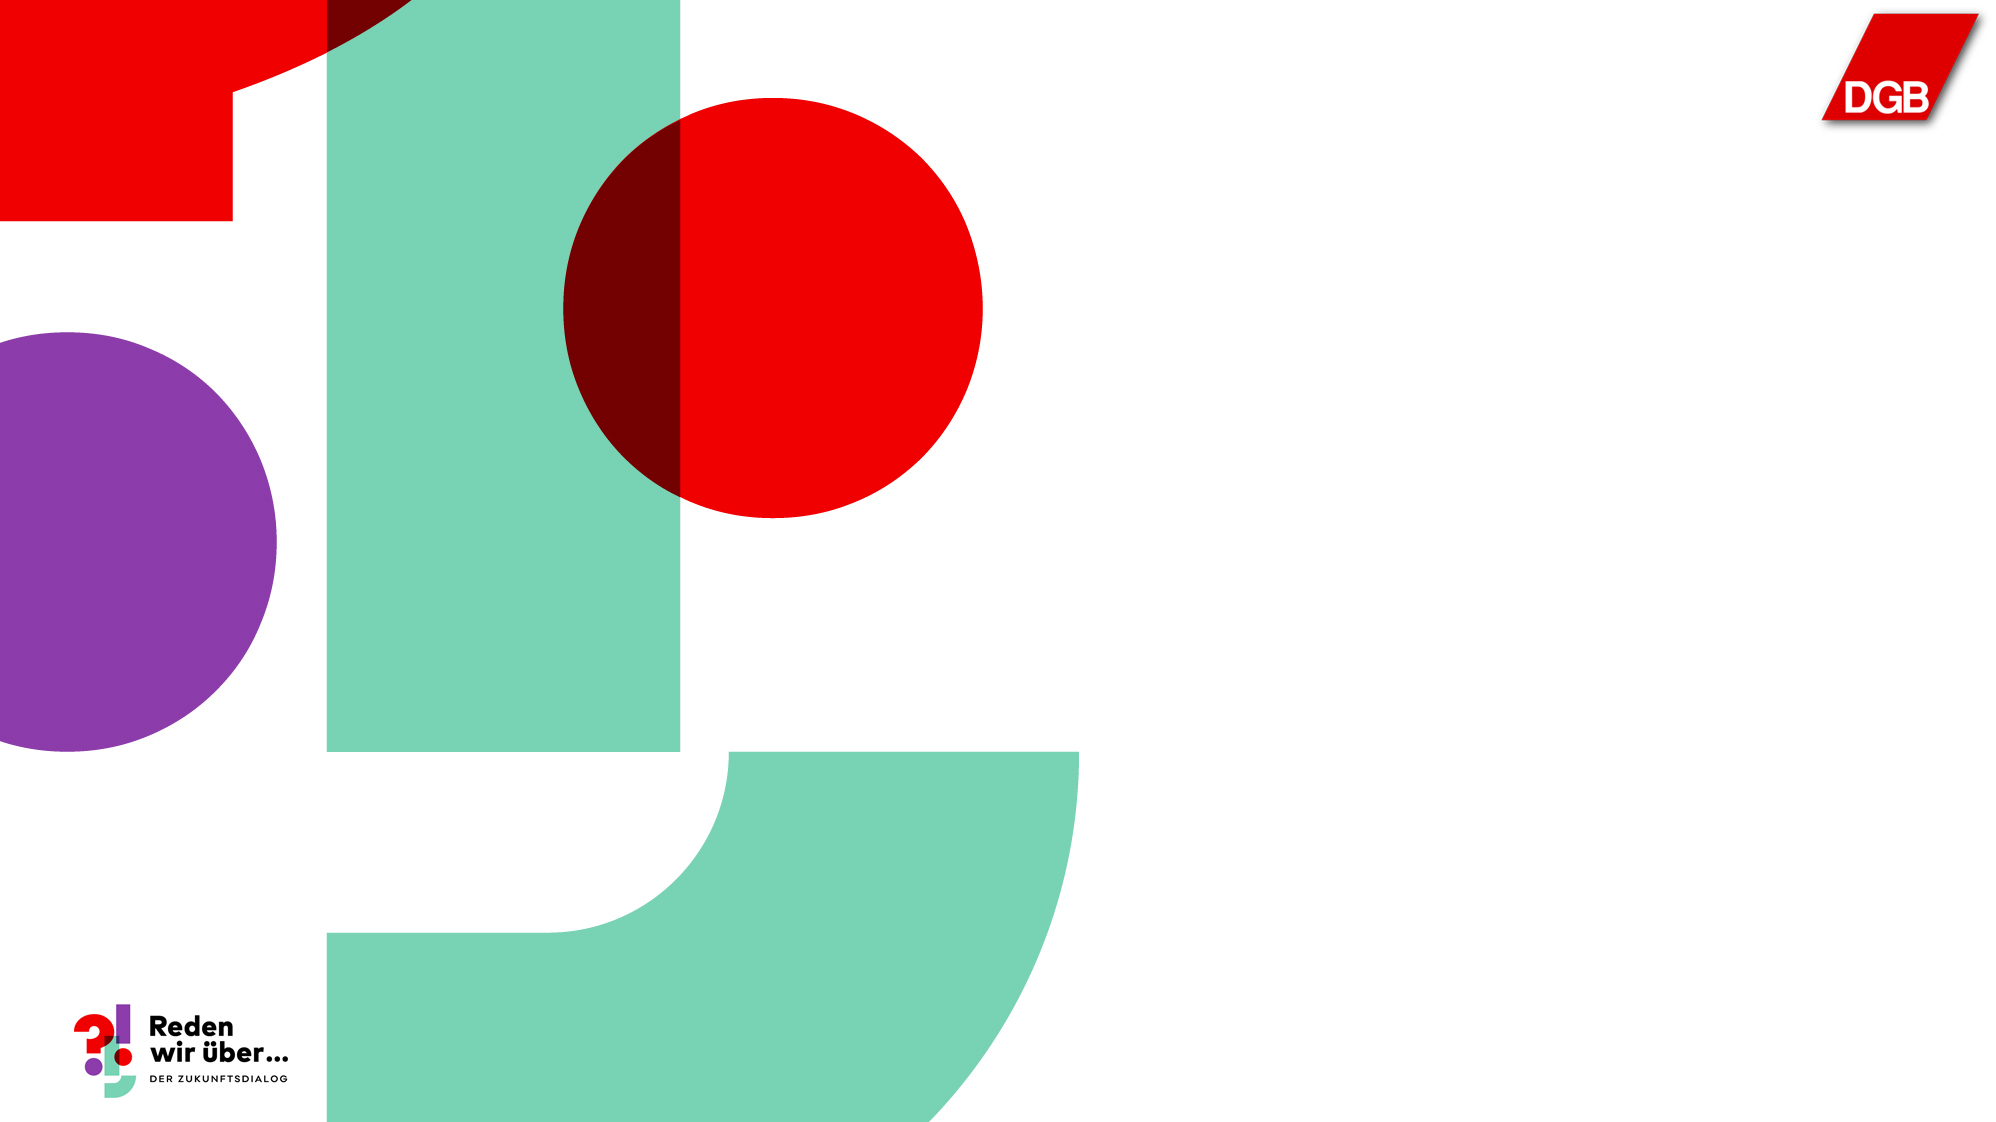 DGB
Reden
wir über...
DER ZUKUNFTSDIALOG